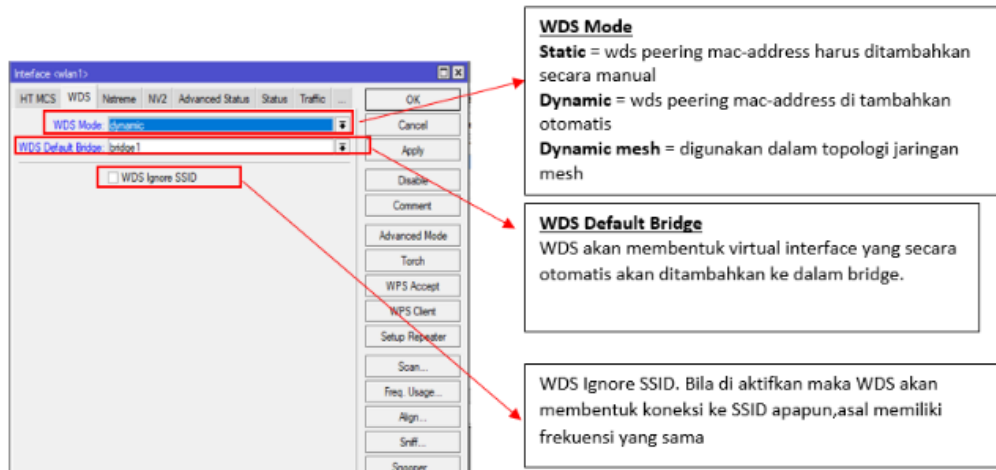 Interface <wlan1>
HT MCS WDS Nstreme NV2 Advanced Status Status Traffic ...
WDS Mode: dynamic
WDS Default Bridge: bridge1
WDS Ignore SSID
OK
Cancel
Apply
Disable
Comment
Advanced Mode
Torch
WPS Accept
WPS Client
Setup Repeater
Scan...
Freq. Usage...
Align...
Sniff...
Snooper
WDS Mode
Static = wds peering mac-address harus ditambahkan
secara manual
Dynamic = wds peering mac-address di tambahkan
otomatis
Dynamic mesh = digunakan dalam topologi jaringan
mesh
WDS Default Bridge
WDS akan membentuk virtual interface yang secara
otomatis akan ditambahkan ke dalam bridge.
WDS Ignore SSID. Bila di aktifkan maka WDS akan
membentuk koneksi ke SSID apapun,asal memiliki
frekuensi yang sama